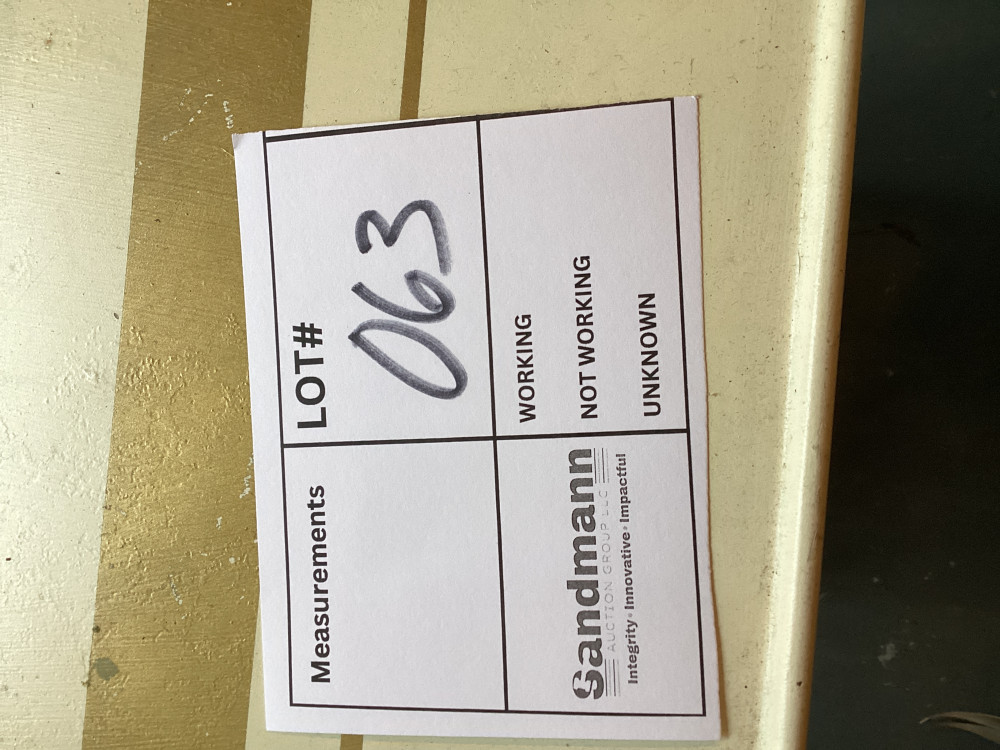 Measurements
LOT#
063
Sandmann
AUCTION GROUP LLC
Integrity • Innovative • Impactful
WORKING
NOT WORKING
UNKNOWN